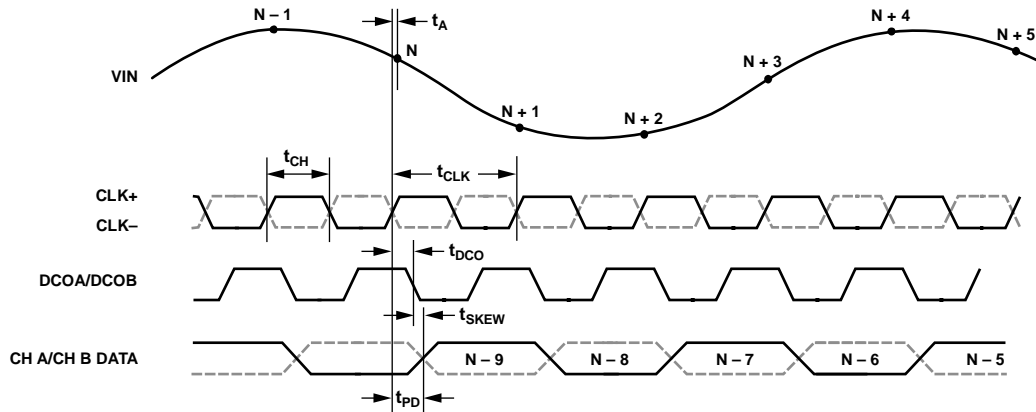 N – 1
t_A
N
N + 4
N + 5
VIN
N + 3
N + 1
N + 2
t_CH
t_CLK
CLK+
CLK–
t_DCO
DCOA/DCOB
t_SKEW
CH A/CH B DATA
N – 9
N – 8
N – 7
N – 6
N – 5
t_PD